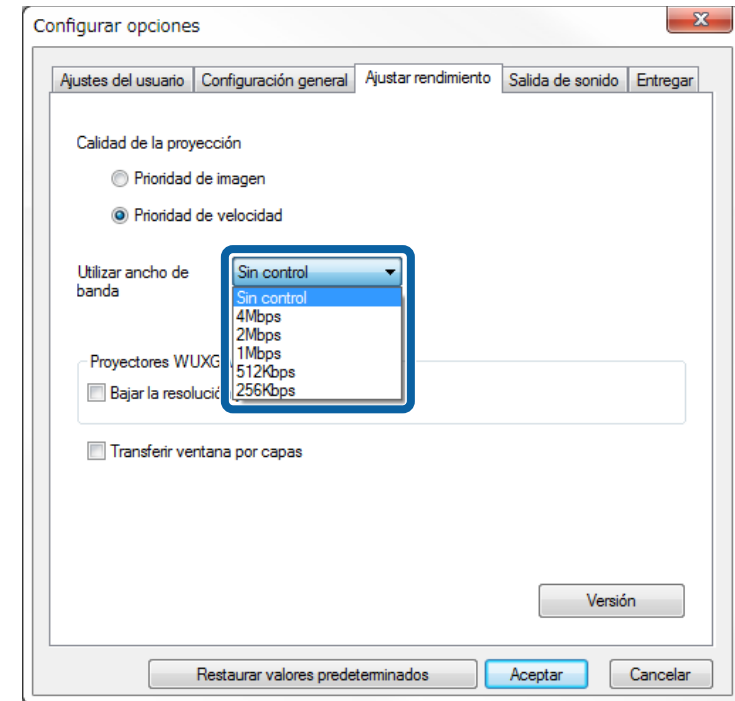 Configurar opciones
Ajustes del usuario Configuración general Ajustar rendimiento Salida de sonido Entregar
Calidad de la proyección
Prioridad de imagen
Prioridad de velocidad
Utilizar ancho de banda
Sin control
Sin control
4Mbps
2Mbps
1Mbps
512Kbps
256Kbps
Proyectores
Bajar la
Transferir ventana por capas
Versión
Restaurar valores predeterminados Aceptar Cancelar